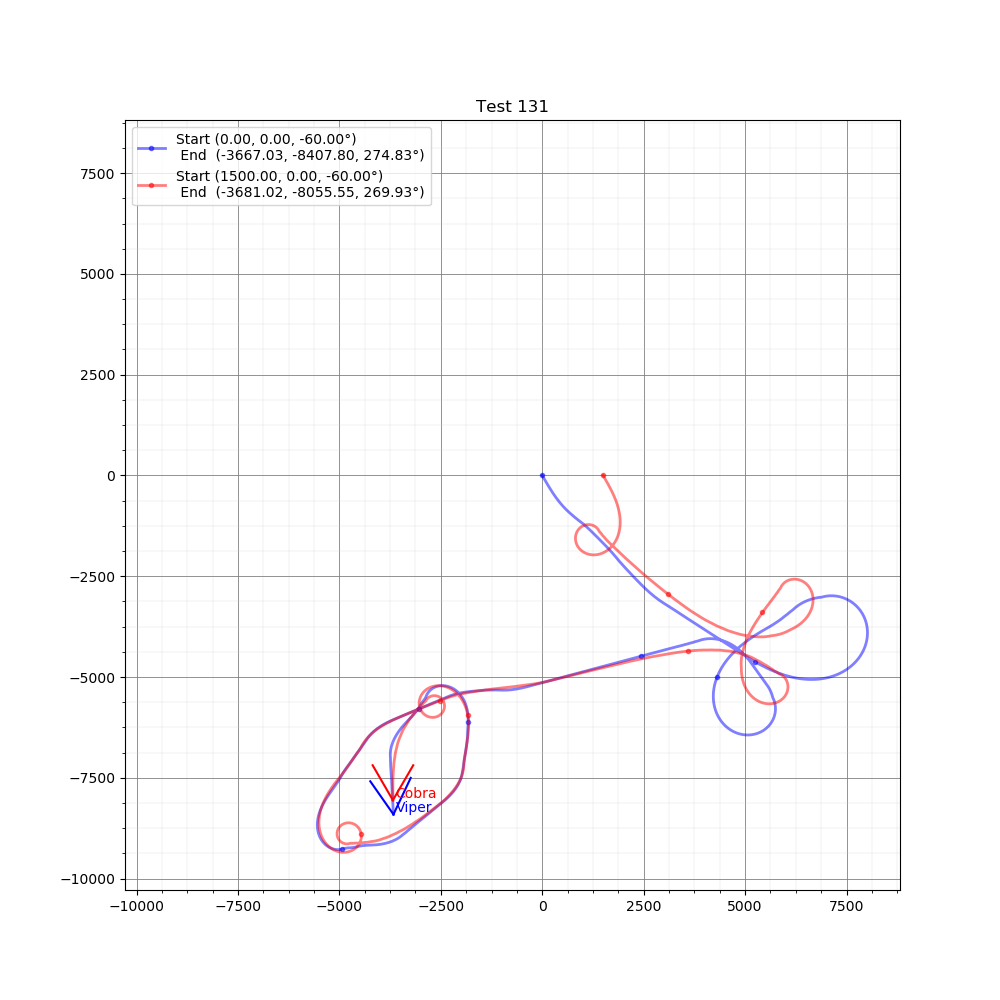 Test 131
Start (0.00, 0.00, -60.00°)
End (-3667.03, -8407.80, 274.83°)
Start (1500.00, 0.00, -60.00°)
End (-3681.02, -8055.55, 269.93°)
7500
5000
2500
0
−2500
−5000
−7500
−10000
Cobra
Viper
−10000 −7500 −5000 −2500 0 2500 5000 7500